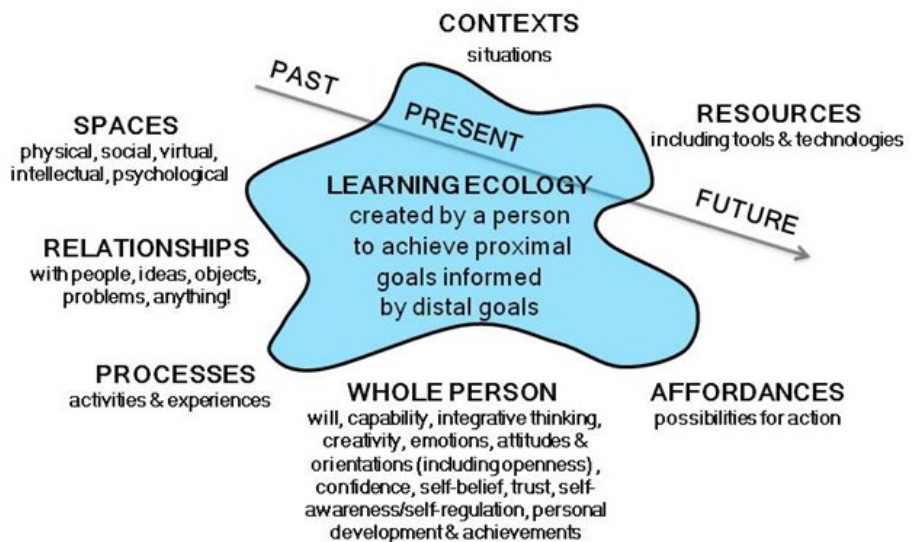 CONTEXTS
situations
PAST
PRESENT
FUTURE
RESOURCES
including tools & technologies
SPACES
physical, social, virtual,
intellectual, psychological
LEARNING ECOLOGY
created by a person
to achieve proximal
goals informed
by distal goals
RELATIONSHIPS
with people, ideas, objects,
problems, anything!
PROCESSES
activities & experiences
WHOLE PERSON
will, capability, integrative thinking,
creativity, emotions, attitudes &
orientations (including openness) ,
confidence, self-belief, trust, self-
awareness/self-regulation, personal
development & achievements
AFFORDANCES
possibilities for action